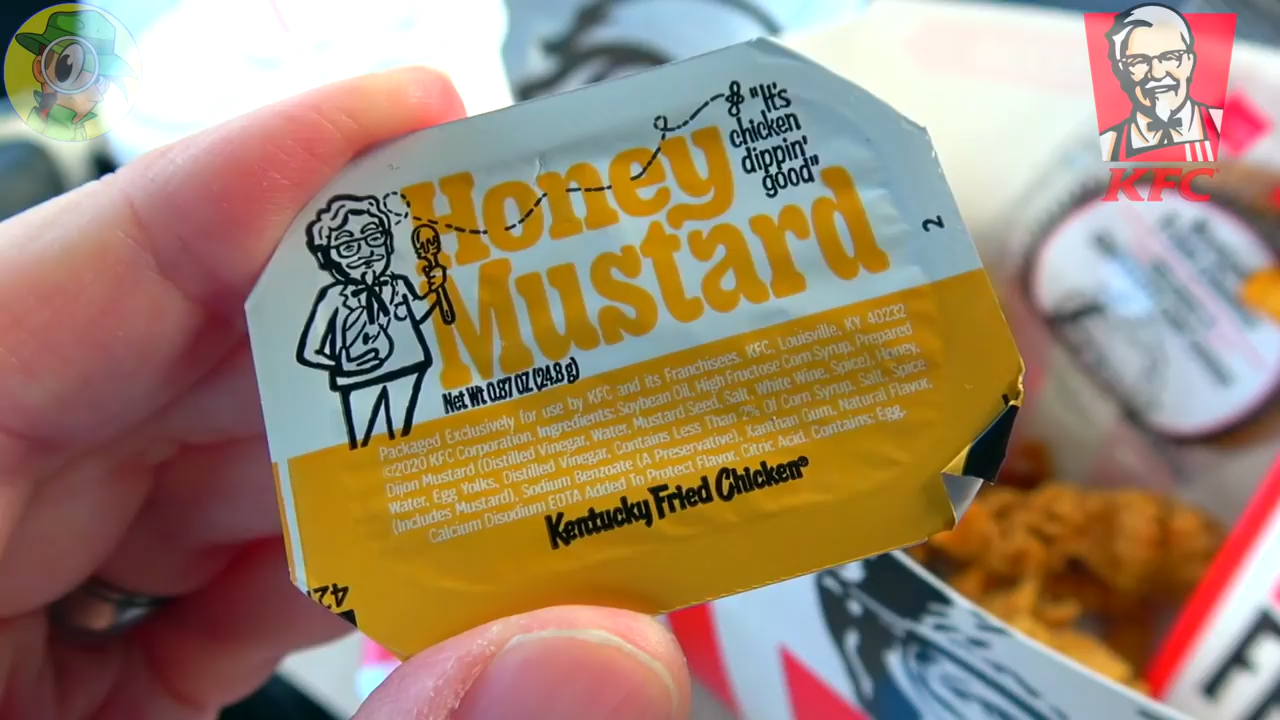 KFC
"It's
chicken
dippin'
good"
Honey
Mustard
2
Net Wt 0.87 OZ (24.8 g)
Packaged Exclusively for use by KFC and its Franchisees. KFC, Louisville, KY 40232
©2020 KFC Corporation. Ingredients: Soybean Oil, High Fructose Corn Syrup, Prepared
Dijon Mustard (Distilled Vinegar, Water, Mustard Seed, Salt, White Wine, Spice), Honey,
Water, Egg Yolks, Distilled Vinegar, Contains Less Than 2% Of Corn Syrup, Salt, Spice
(Includes Mustard), Sodium Benzoate (A Preservative), Xanthan Gum, Natural Flavor,
Calcium Disodium EDTA Added To Protect Flavor, Citric Acid. Contains: Egg.
Kentucky Fried Chicken®